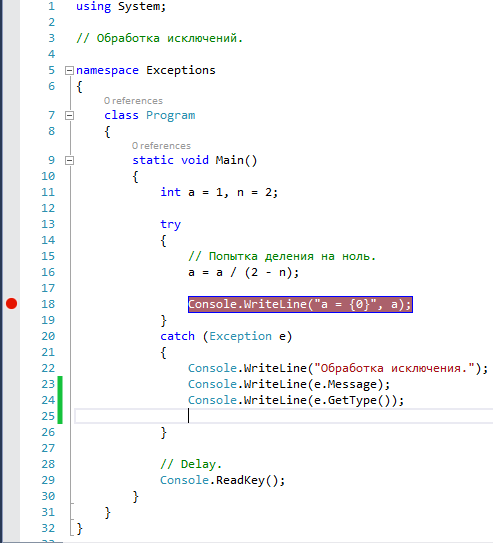 1 using System;
2
3 // Обработка исключений.
4
5 namespace Exceptions
6 {
0 references
7 class Program
8 {
0 references
9 static void Main()
10 {
11 int a = 1, n = 2;
12
13 try
14 {
15 // Попытка деления на ноль.
16 a = a / (2 - n);
17
18 Console.WriteLine("a = {0}", a);
19 }
20 catch (Exception e)
21 {
22 Console.WriteLine("Обработка исключения.");
23 Console.WriteLine(e.Message);
24 Console.WriteLine(e.GetType());
25
26 }
27
28 // Delay.
29 Console.ReadKey();
30 }
31 }
32 }